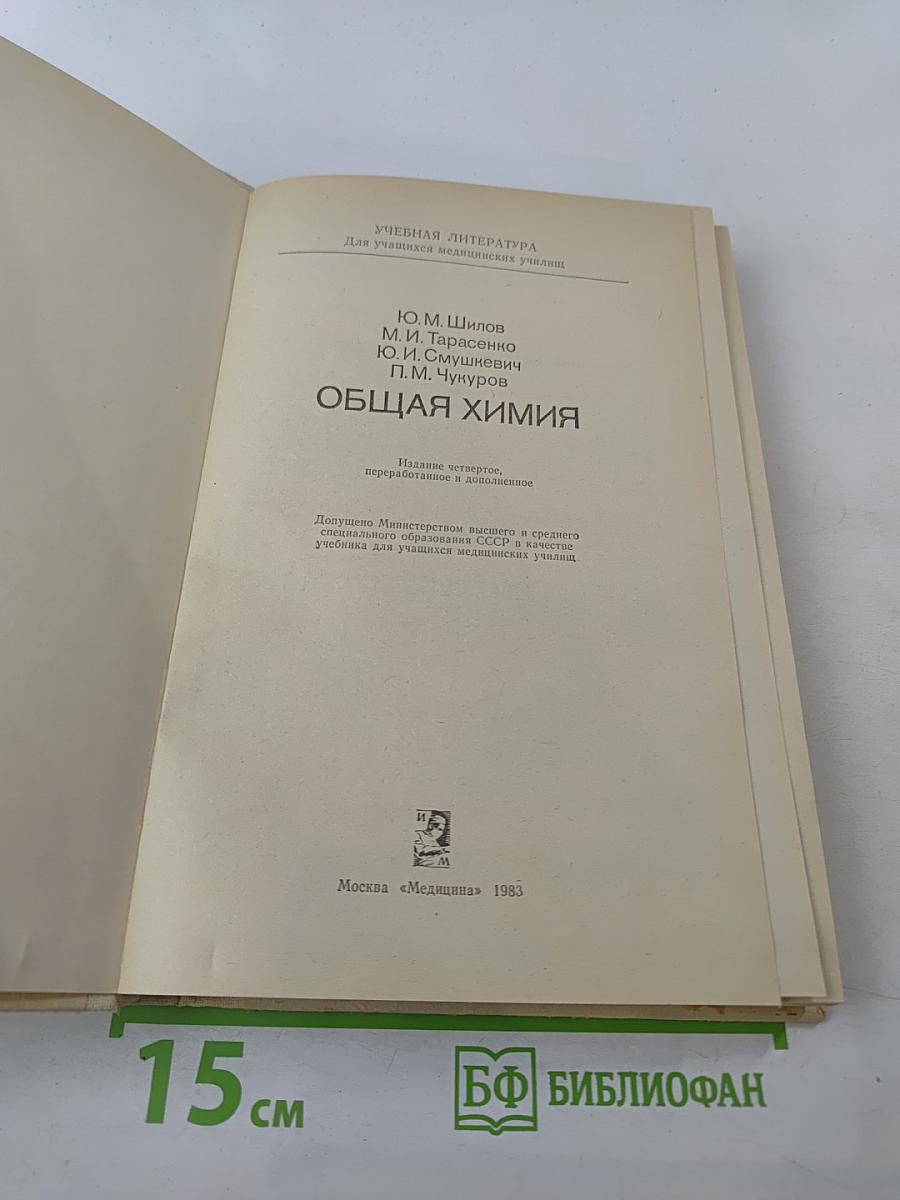 УЧЕБНАЯ ЛИТЕРАТУРА
Для учащихся медицинских училищ
Ю. М. Шилов
М. И. Тарасенко
Ю. И. Смушкевич
П. М. Чукуров
ОБЩАЯ ХИМИЯ
Издание четвертое,
переработанное и дополненное
Допущено Министерством высшего и среднего
специального образования СССР в качестве
учебника для учащихся медицинских училищ
И
М
Москва «Медицина» 1983
15 см
БФ БИБЛИОФАН